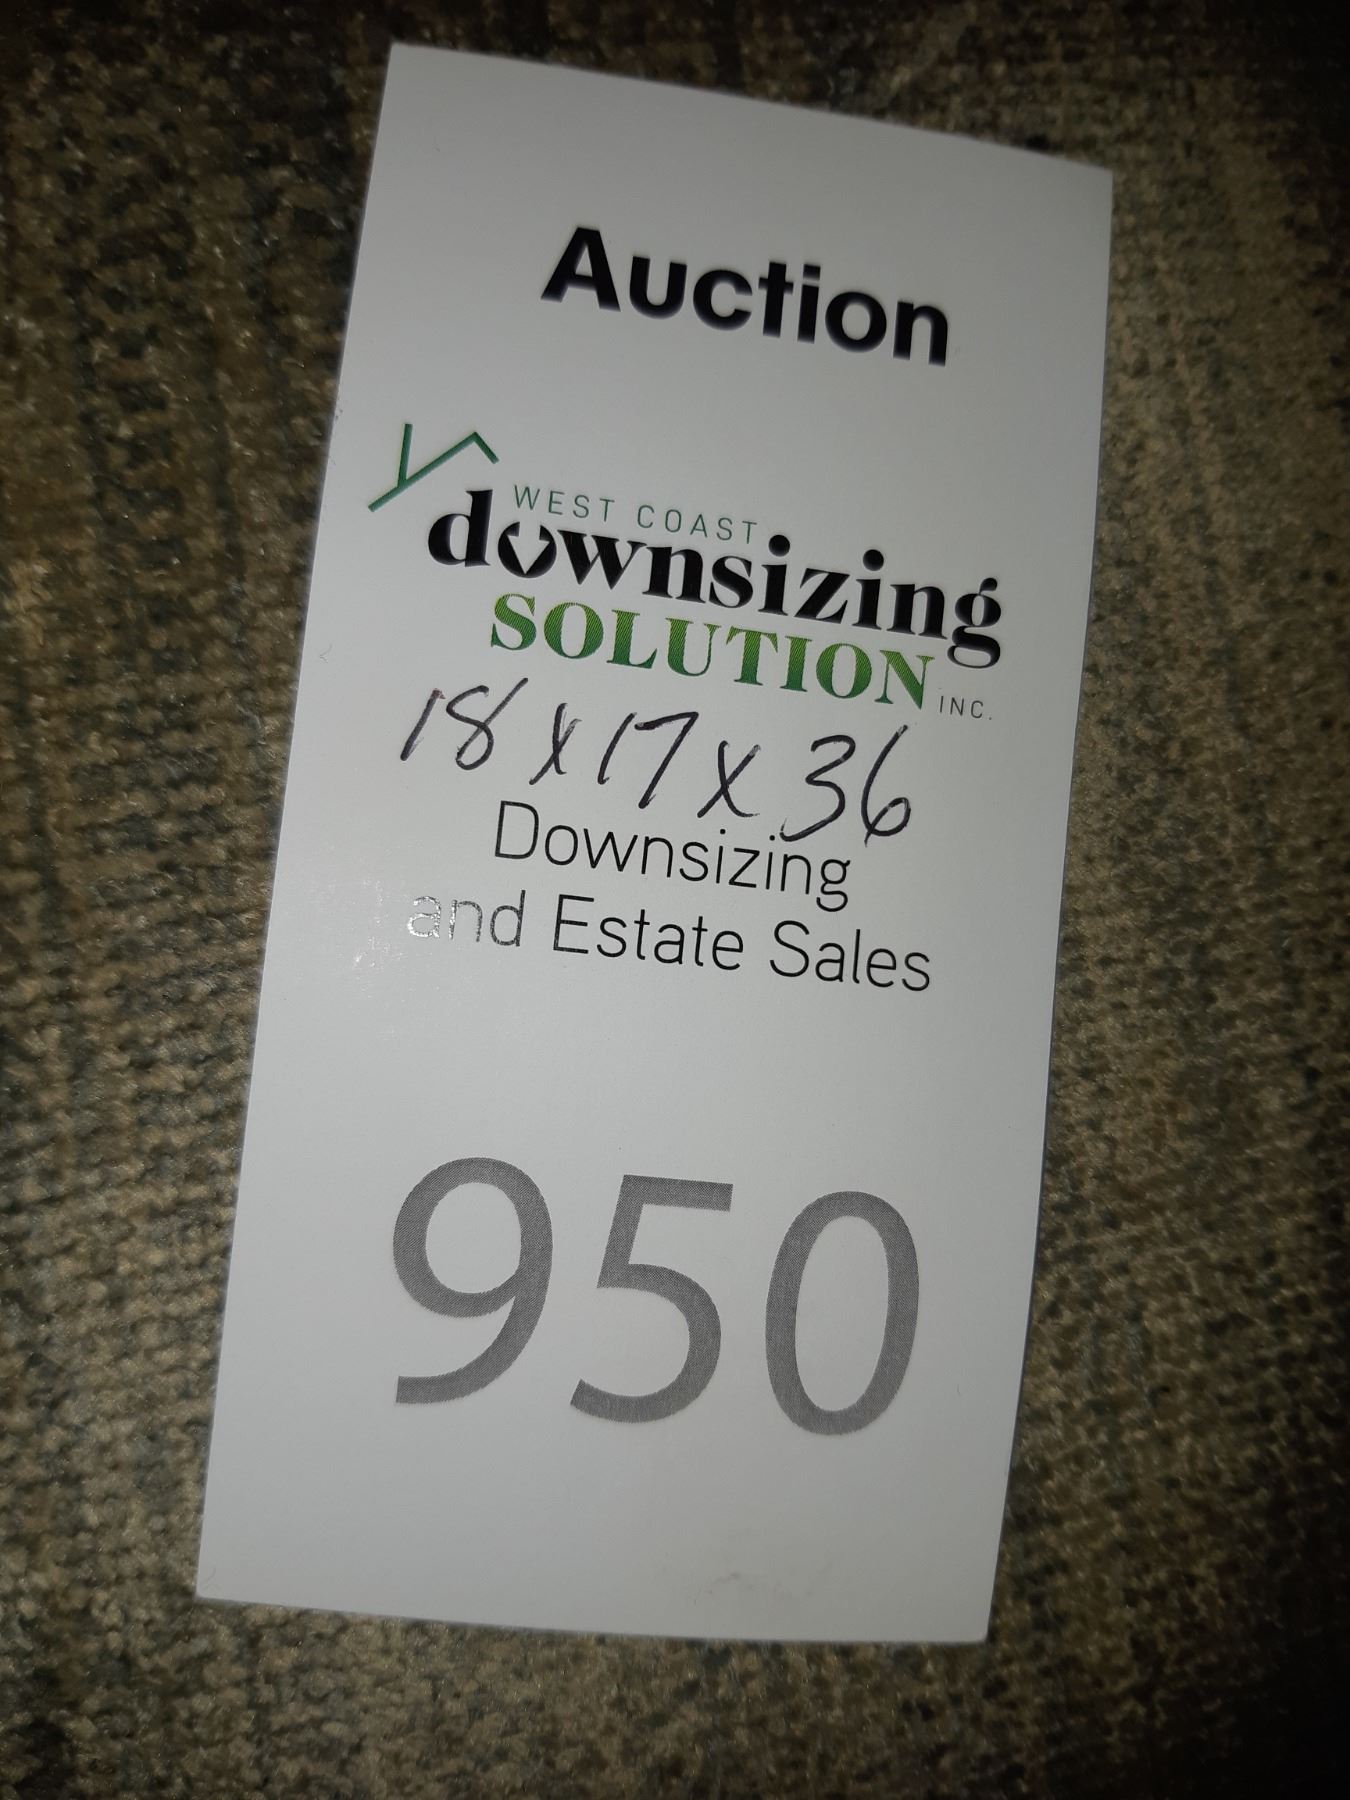 Auction
WEST COAST
downsizing
SOLUTION INC.
18 x 17 x 36
Downsizing
and Estate Sales
950